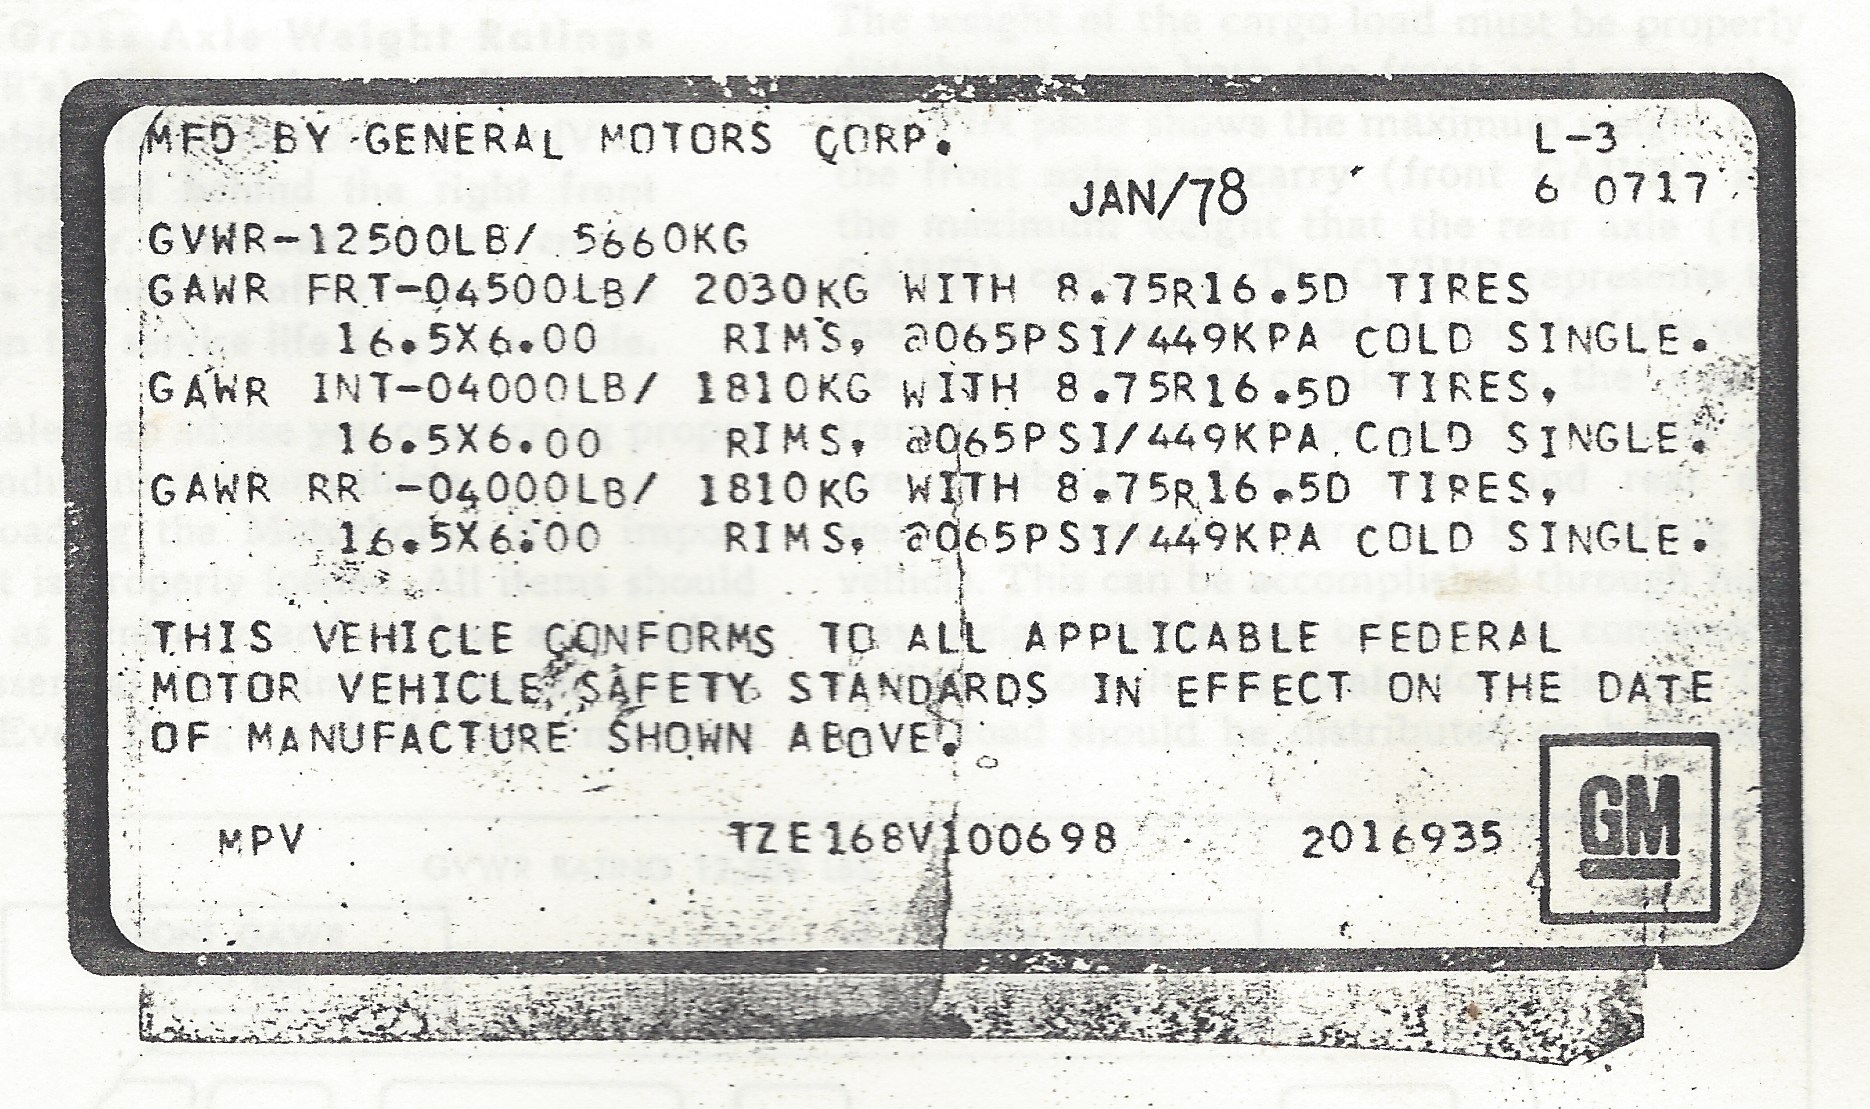 MFD BY GENERAL MOTORS CORP. L-3
JAN/78 6 0717
GVWR-12500LB/ 5660KG
GAWR FRT-04500LB/ 2030KG WITH 8.75R16.5D TIRES
16.5X6.00 RIMS, @065PSI/449KPA COLD SINGLE.
GAWR INT-04000LB/ 1810KG WITH 8.75R16.5D TIRES,
16.5X6.00 RIMS, @065PSI/449KPA COLD SINGLE.
GAWR RR -04000LB/ 1810KG WITH 8.75R16.5D TIRES,
16.5X6.00 RIMS, @065PSI/449KPA COLD SINGLE.
THIS VEHICLE CONFORMS TO ALL APPLICABLE FEDERAL
MOTOR VEHICLE SAFETY STANDARDS IN EFFECT ON THE DATE
OF MANUFACTURE SHOWN ABOVE.
MPV TZE168V100698 2016935
GM